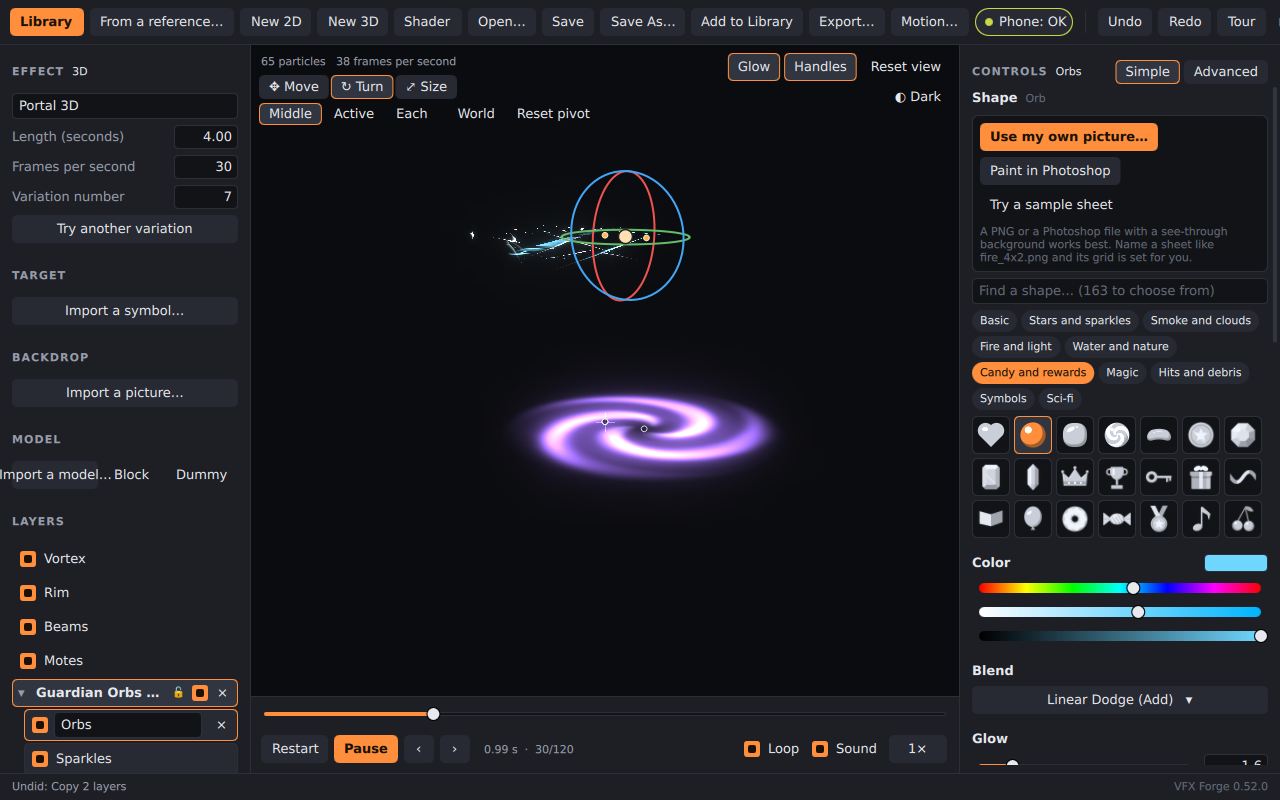 Library From a reference... New 2D New 3D Shader Open... Save Save As... Add to Library Export... Motion... Phone: OK Undo Redo Tour
EFFECT 3D
Portal 3D
Length (seconds) 4.00
Frames per second 30
Variation number 7
Try another variation
TARGET
Import a symbol...
BACKDROP
Import a picture...
MODEL
Import a model... Block Dummy
LAYERS
Vortex
Rim
Beams
Motes
Guardian Orbs ...
Orbs
Sparkles
65 particles 38 frames per second
Move Turn Size
Middle Active Each World Reset pivot
Glow Handles Reset view
Dark
Restart Pause 0.99 s · 30/120 Loop Sound 1×
CONTROLS Orbs Simple Advanced
Shape Orb
Use my own picture...
Paint in Photoshop
Try a sample sheet
A PNG or a Photoshop file with a see-through
background works best. Name a sheet like
fire_4x2.png and its grid is set for you.
Find a shape... (163 to choose from)
Basic Stars and sparkles Smoke and clouds
Fire and light Water and nature
Candy and rewards Magic Hits and debris
Symbols Sci-fi
Color
Blend
Linear Dodge (Add)
Glow
1.6
Undid: Copy 2 layers
VFX Forge 0.52.0